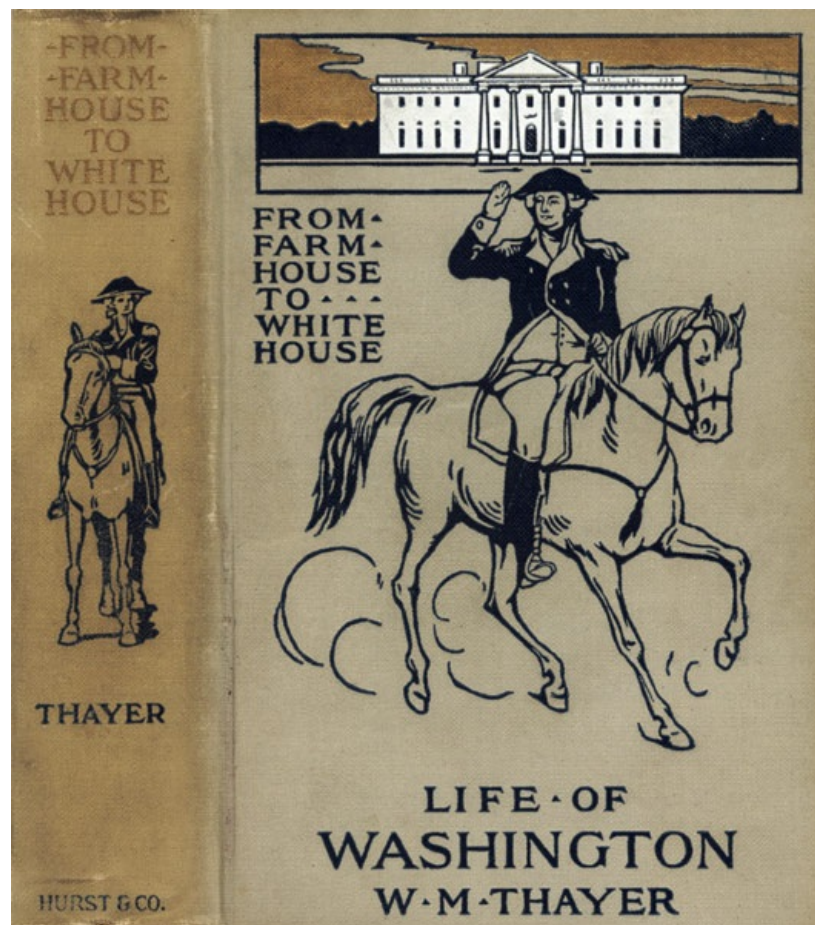 -FROM-
-FARM-
HOUSE
TO
WHITE
HOUSE
THAYER
HURST & CO.
FROM
FARM
HOUSE
TO
WHITE
HOUSE
LIFE · OF
WASHINGTON
W · M · THAYER